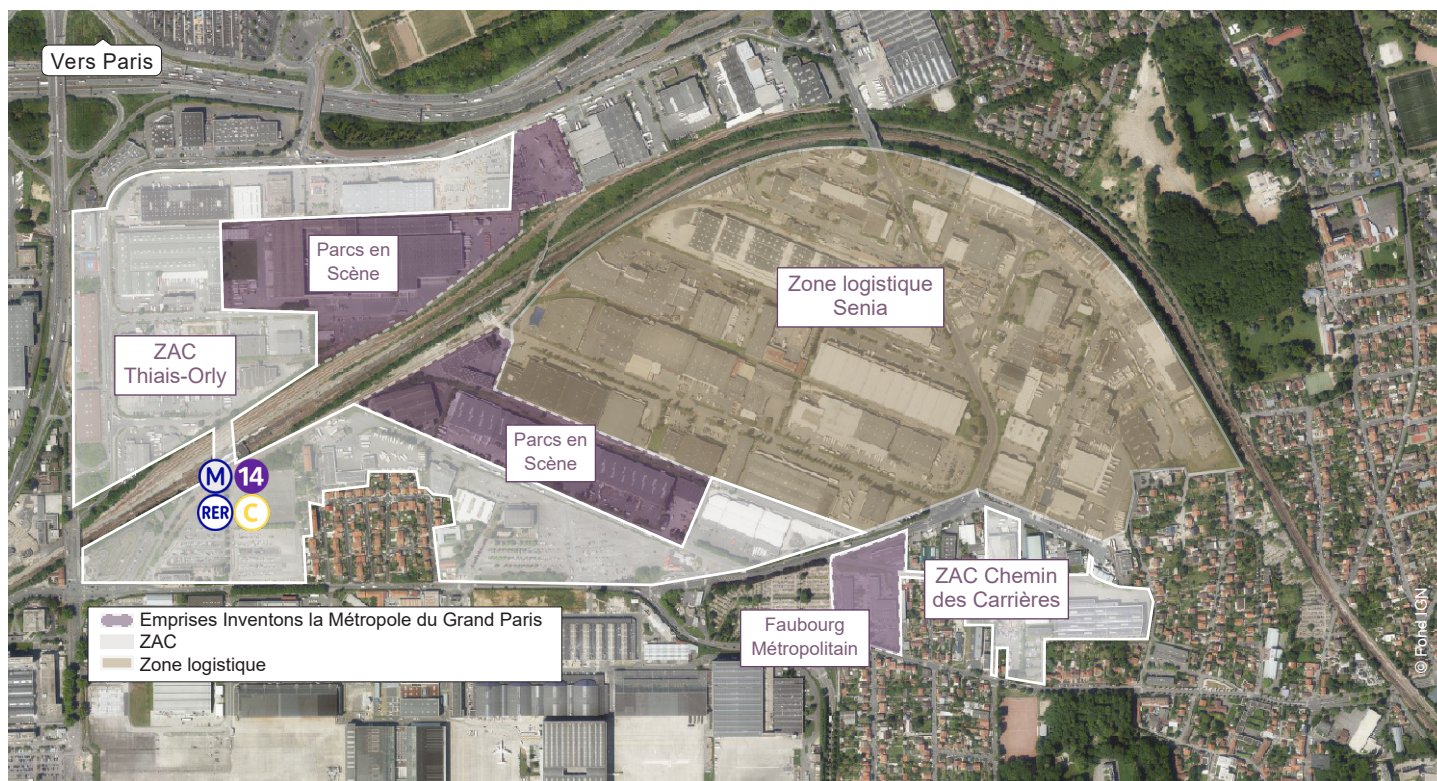 Vers Paris
Parcs en
Scène
Zone logistique
Senia
ZAC
Thiais-Orly
Parcs en
Scène
M 14
RER C
ZAC Chemin
des Carrières
Faubourg
Métropolitain
Emprises Inventons la Métropole du Grand Paris
ZAC
Zone logistique
© Fond IGN